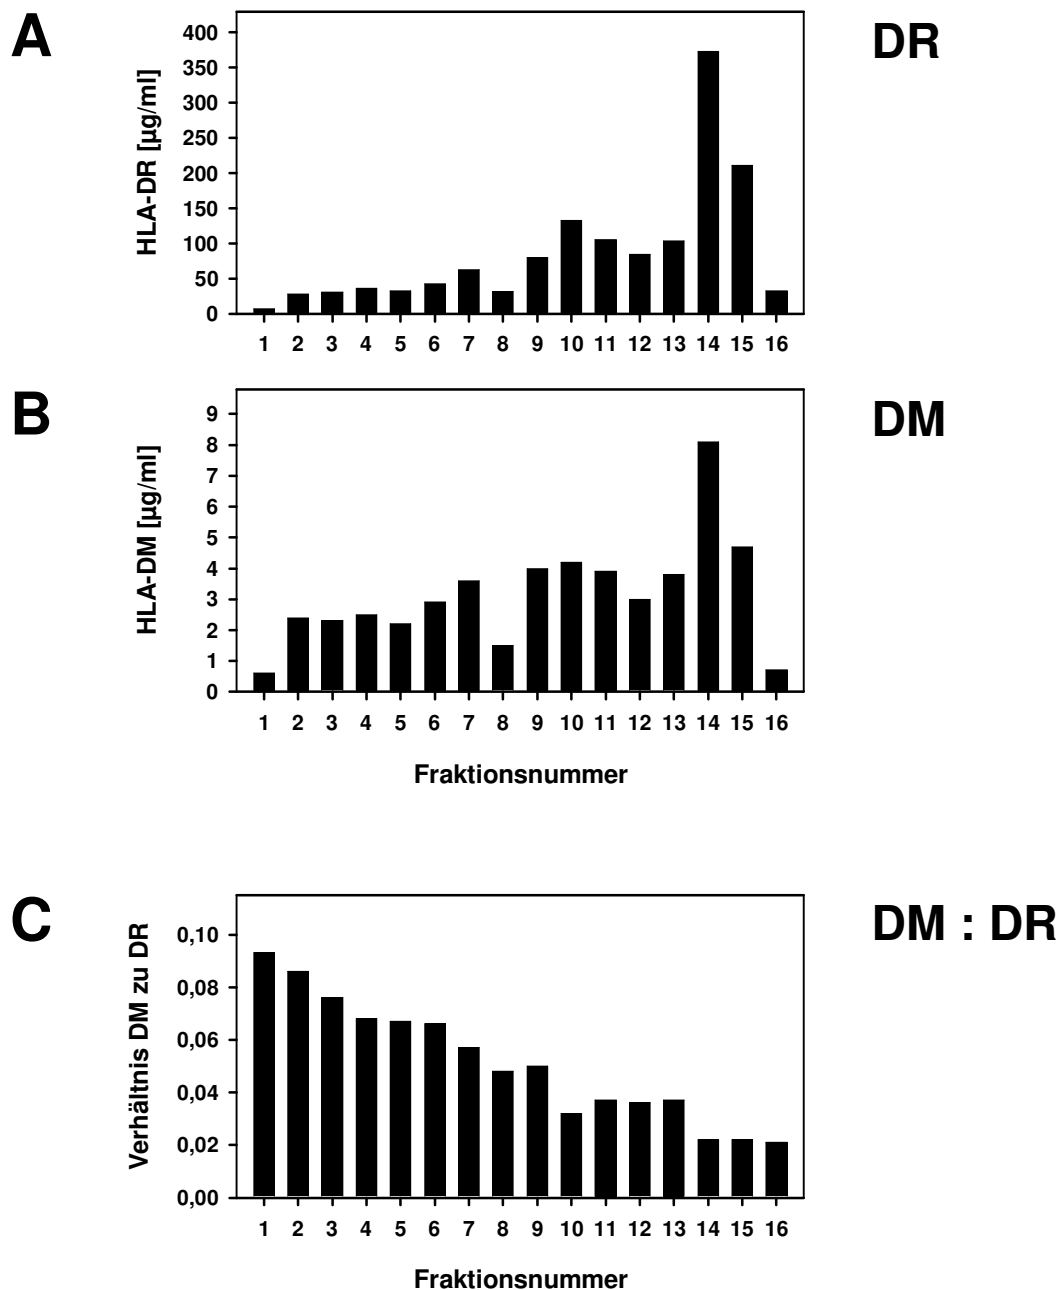 A
DR
HLA-DR [µg/ml]
400
350
300
250
200
150
100
50
0
1 2 3 4 5 6 7 8 9 10 11 12 13 14 15 16
B
DM
HLA-DM [µg/ml]
9
8
7
6
5
4
3
2
1
0
1 2 3 4 5 6 7 8 9 10 11 12 13 14 15 16
Fraktionsnummer
C
DM : DR
Verhältnis DM zu DR
0,10
0,08
0,06
0,04
0,02
0,00
1 2 3 4 5 6 7 8 9 10 11 12 13 14 15 16
Fraktionsnummer